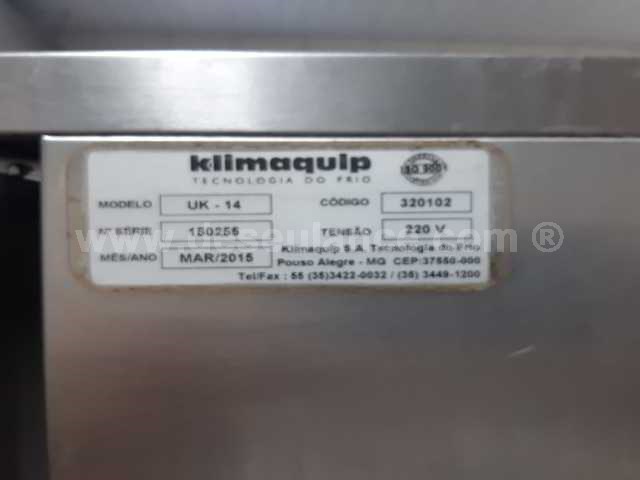 klimaquip
TECNOLOGIA DO FRIO
MODELO UK - 14 CÓDIGO 320102
Nº SÉRIE 150255 TENSÃO 220 V
MÊS/ANO MAR/2015
Klimaquip S.A. Tecnologia do Frio
Pouso Alegre - MG CEP:37550-000
Tel/Fax : 55 (35)3422-0032 / (35) 3449-1200